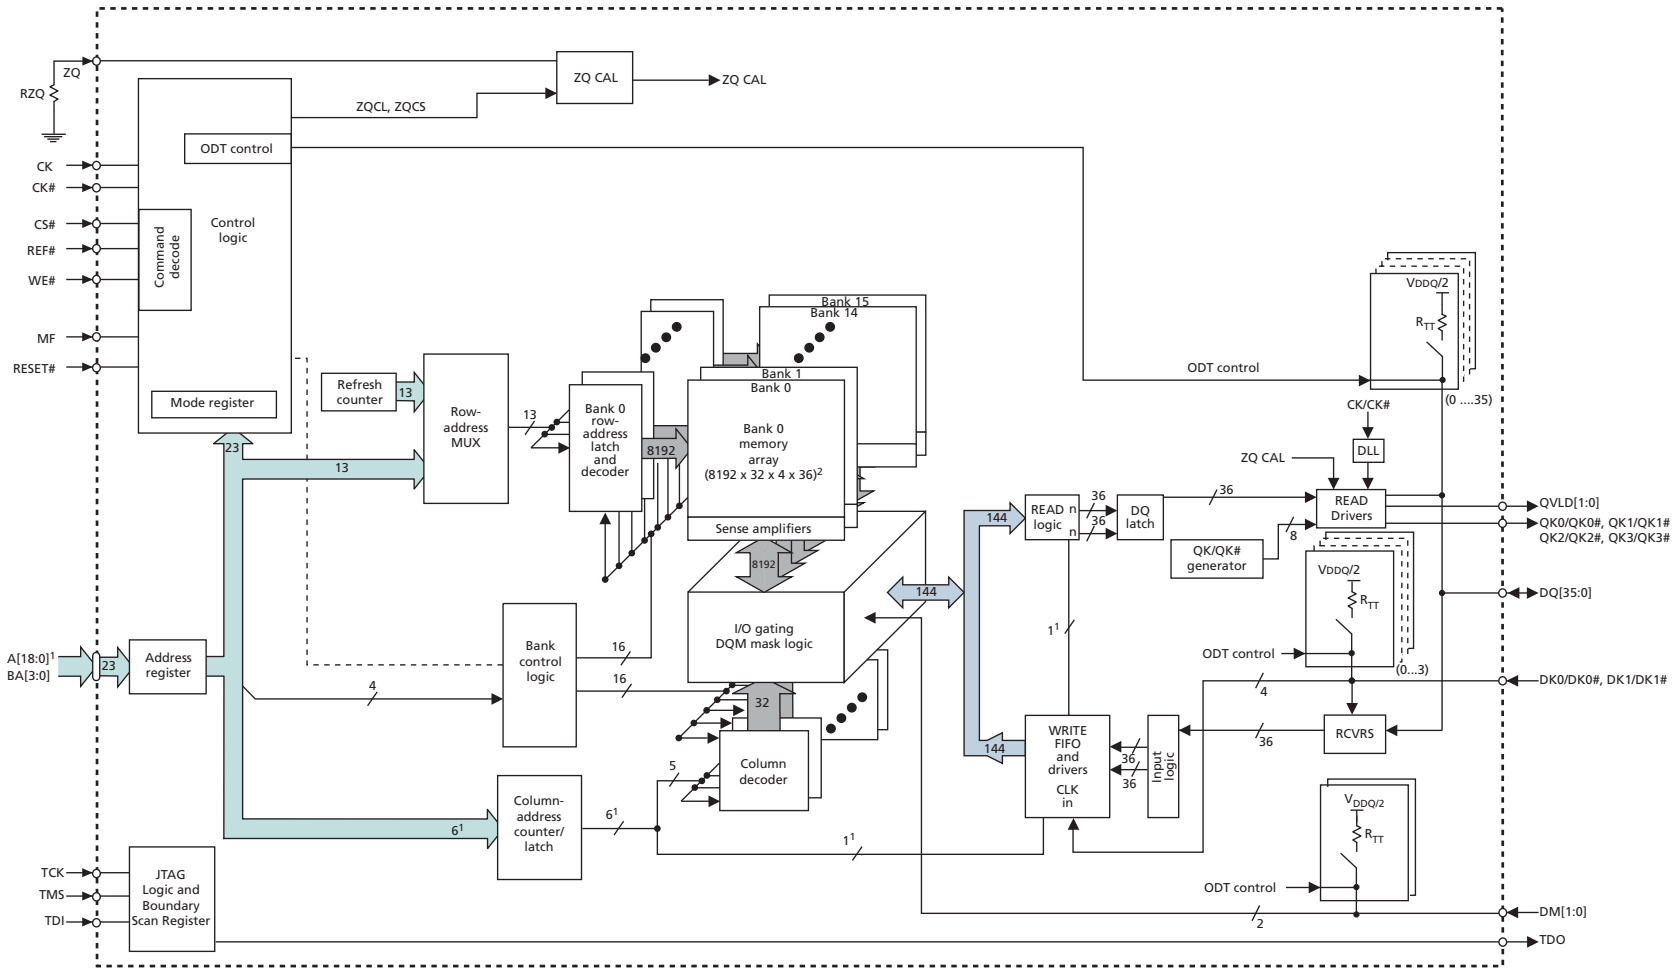 ZQ
RZQ
ZQ CAL
ZQ CAL
ZQCL, ZQCS
ODT control
CK
CK#
CS#
REF#
WE#
MF
RESET#
Command
decode
Control
logic
Mode register
23
13
Refresh
counter
13
Row-
address
MUX
13
Bank 0
row-
address
latch
and
decoder
8192
Bank 15
Bank 14
Bank 1
Bank 0
Bank 0
memory
array
(8192 x 32 x 4 x 36)²
Sense amplifiers
8192
I/O gating
DQM mask logic
32
Column
decoder
5
A[18:0]¹
BA[3:0]
23
Address
register
4
Bank
control
logic
16
16
6¹
Column-
address
counter/
latch
6¹
1¹
TCK
TMS
TDI
JTAG
Logic and
Boundary
Scan Register
144
144
144
READ
logic
n
n
36
36
DQ
latch
36
1¹
WRITE
FIFO
and
drivers
CLK
in
36
36
Input
logic
36
RCVRS
4
QK/QK#
generator
8
ZQ CAL
CK/CK#
DLL
READ
Drivers
ODT control
VDDQ/2
RTT
(0 ....35)
VDDQ/2
RTT
ODT control
(0...3)
VDDQ/2
RTT
ODT control
2
QVLD[1:0]
QK0/QK0#, QK1/QK1#
QK2/QK2#, QK3/QK3#
DQ[35:0]
DK0/DK0#, DK1/DK1#
DM[1:0]
TDO